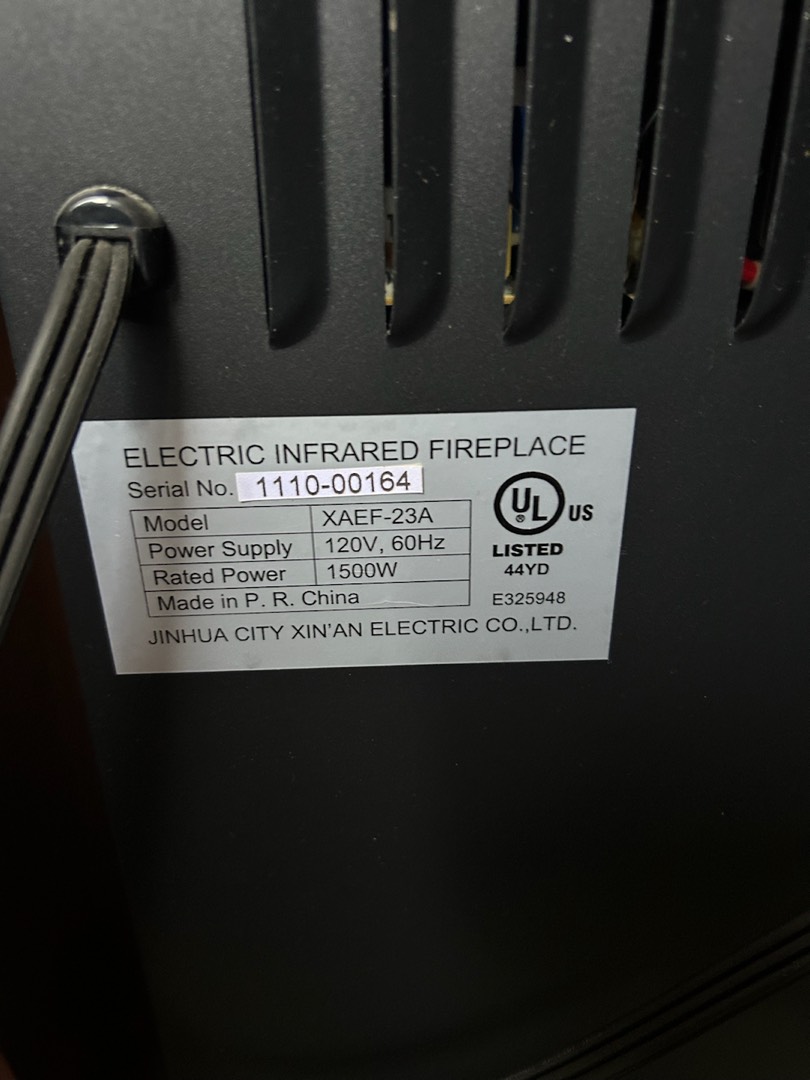 ELECTRIC INFRARED FIREPLACE
Serial No. 1110-00164
Model XAEF-23A
Power Supply 120V, 60Hz
Rated Power 1500W
Made in P. R. China
JINHUA CITY XIN'AN ELECTRIC CO.,LTD.
UL® US
LISTED
44YD
E325948